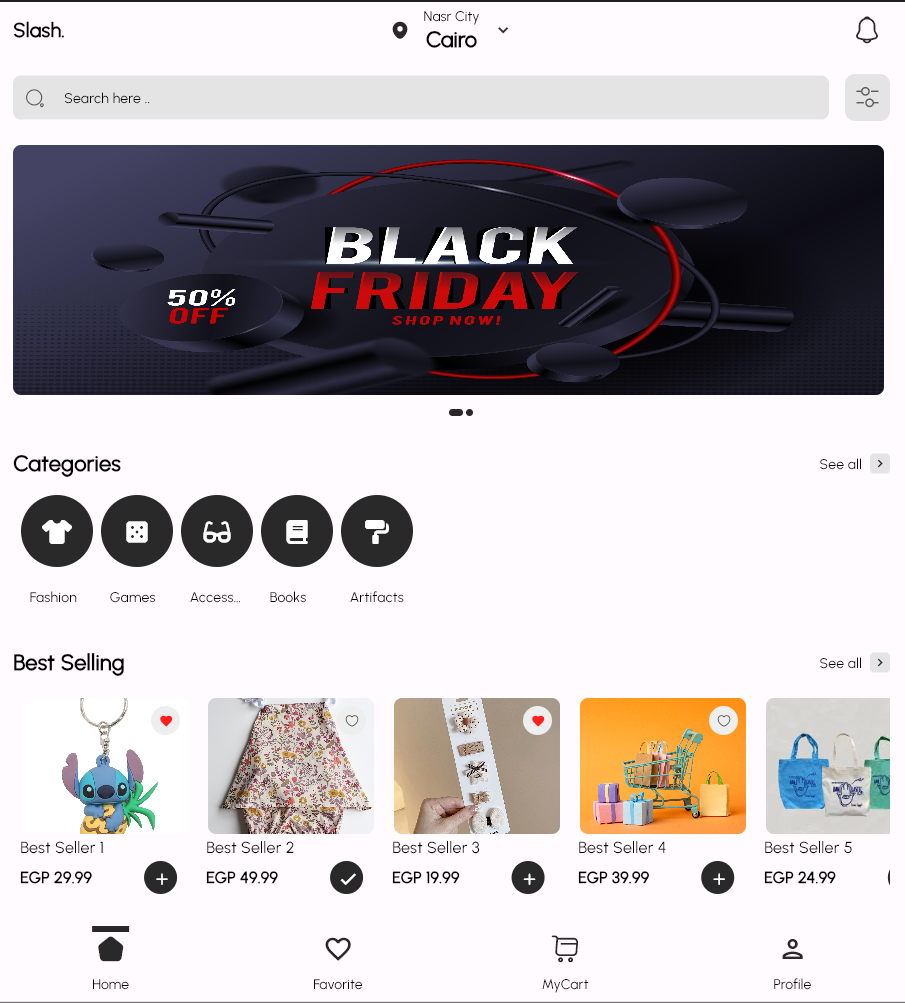 Slash.
Nasr City
Cairo
Search here ..
BLACK
FRIDAY
SHOP NOW!
50%
OFF
Categories
See all
Fashion
Games
Access...
Books
Artifacts
Best Selling
See all
Best Seller 1
EGP 29.99
Best Seller 2
EGP 49.99
Best Seller 3
EGP 19.99
Best Seller 4
EGP 39.99
Best Seller 5
EGP 24.99
Home
Favorite
MyCart
Profile